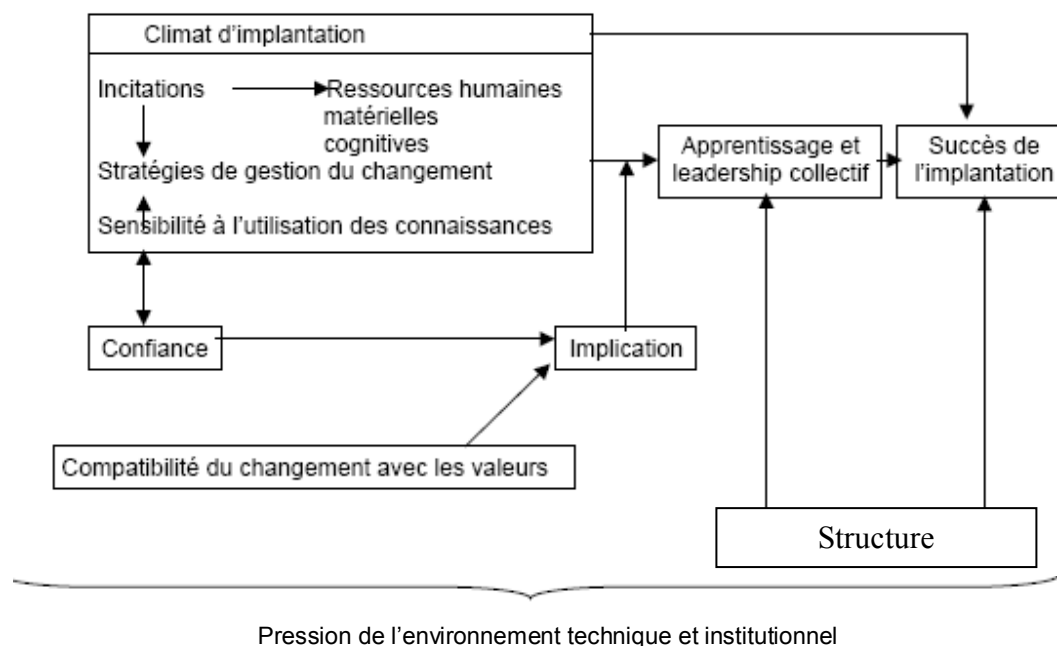 Climat d'implantation
Incitations
Ressources humaines
matérielles
cognitives
Stratégies de gestion du changement
Sensibilité à l'utilisation des connaissances
Apprentissage et
leadership collectif
Succès de
l'implantation
Confiance
Implication
Compatibilité du changement avec les valeurs
Structure
Pression de l'environnement technique et institutionnel